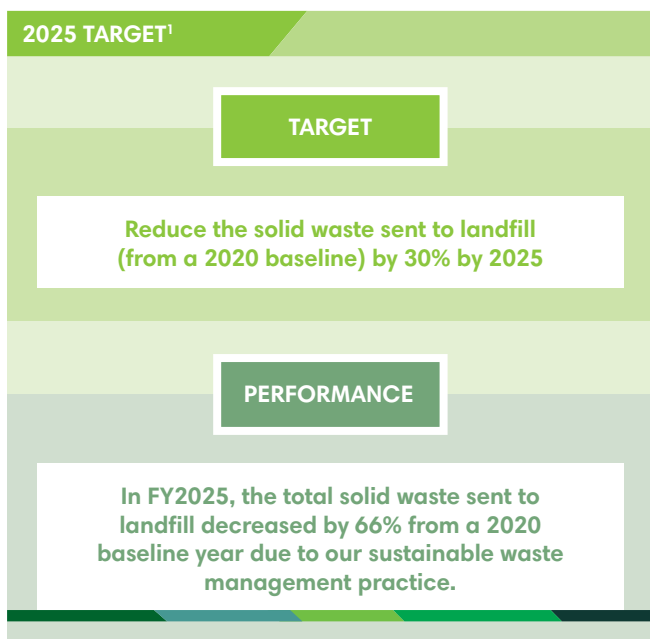 2025 TARGET¹
TARGET
Reduce the solid waste sent to landfill
(from a 2020 baseline) by 30% by 2025
PERFORMANCE
In FY2025, the total solid waste sent to
landfill decreased by 66% from a 2020
baseline year due to our sustainable waste
management practice.